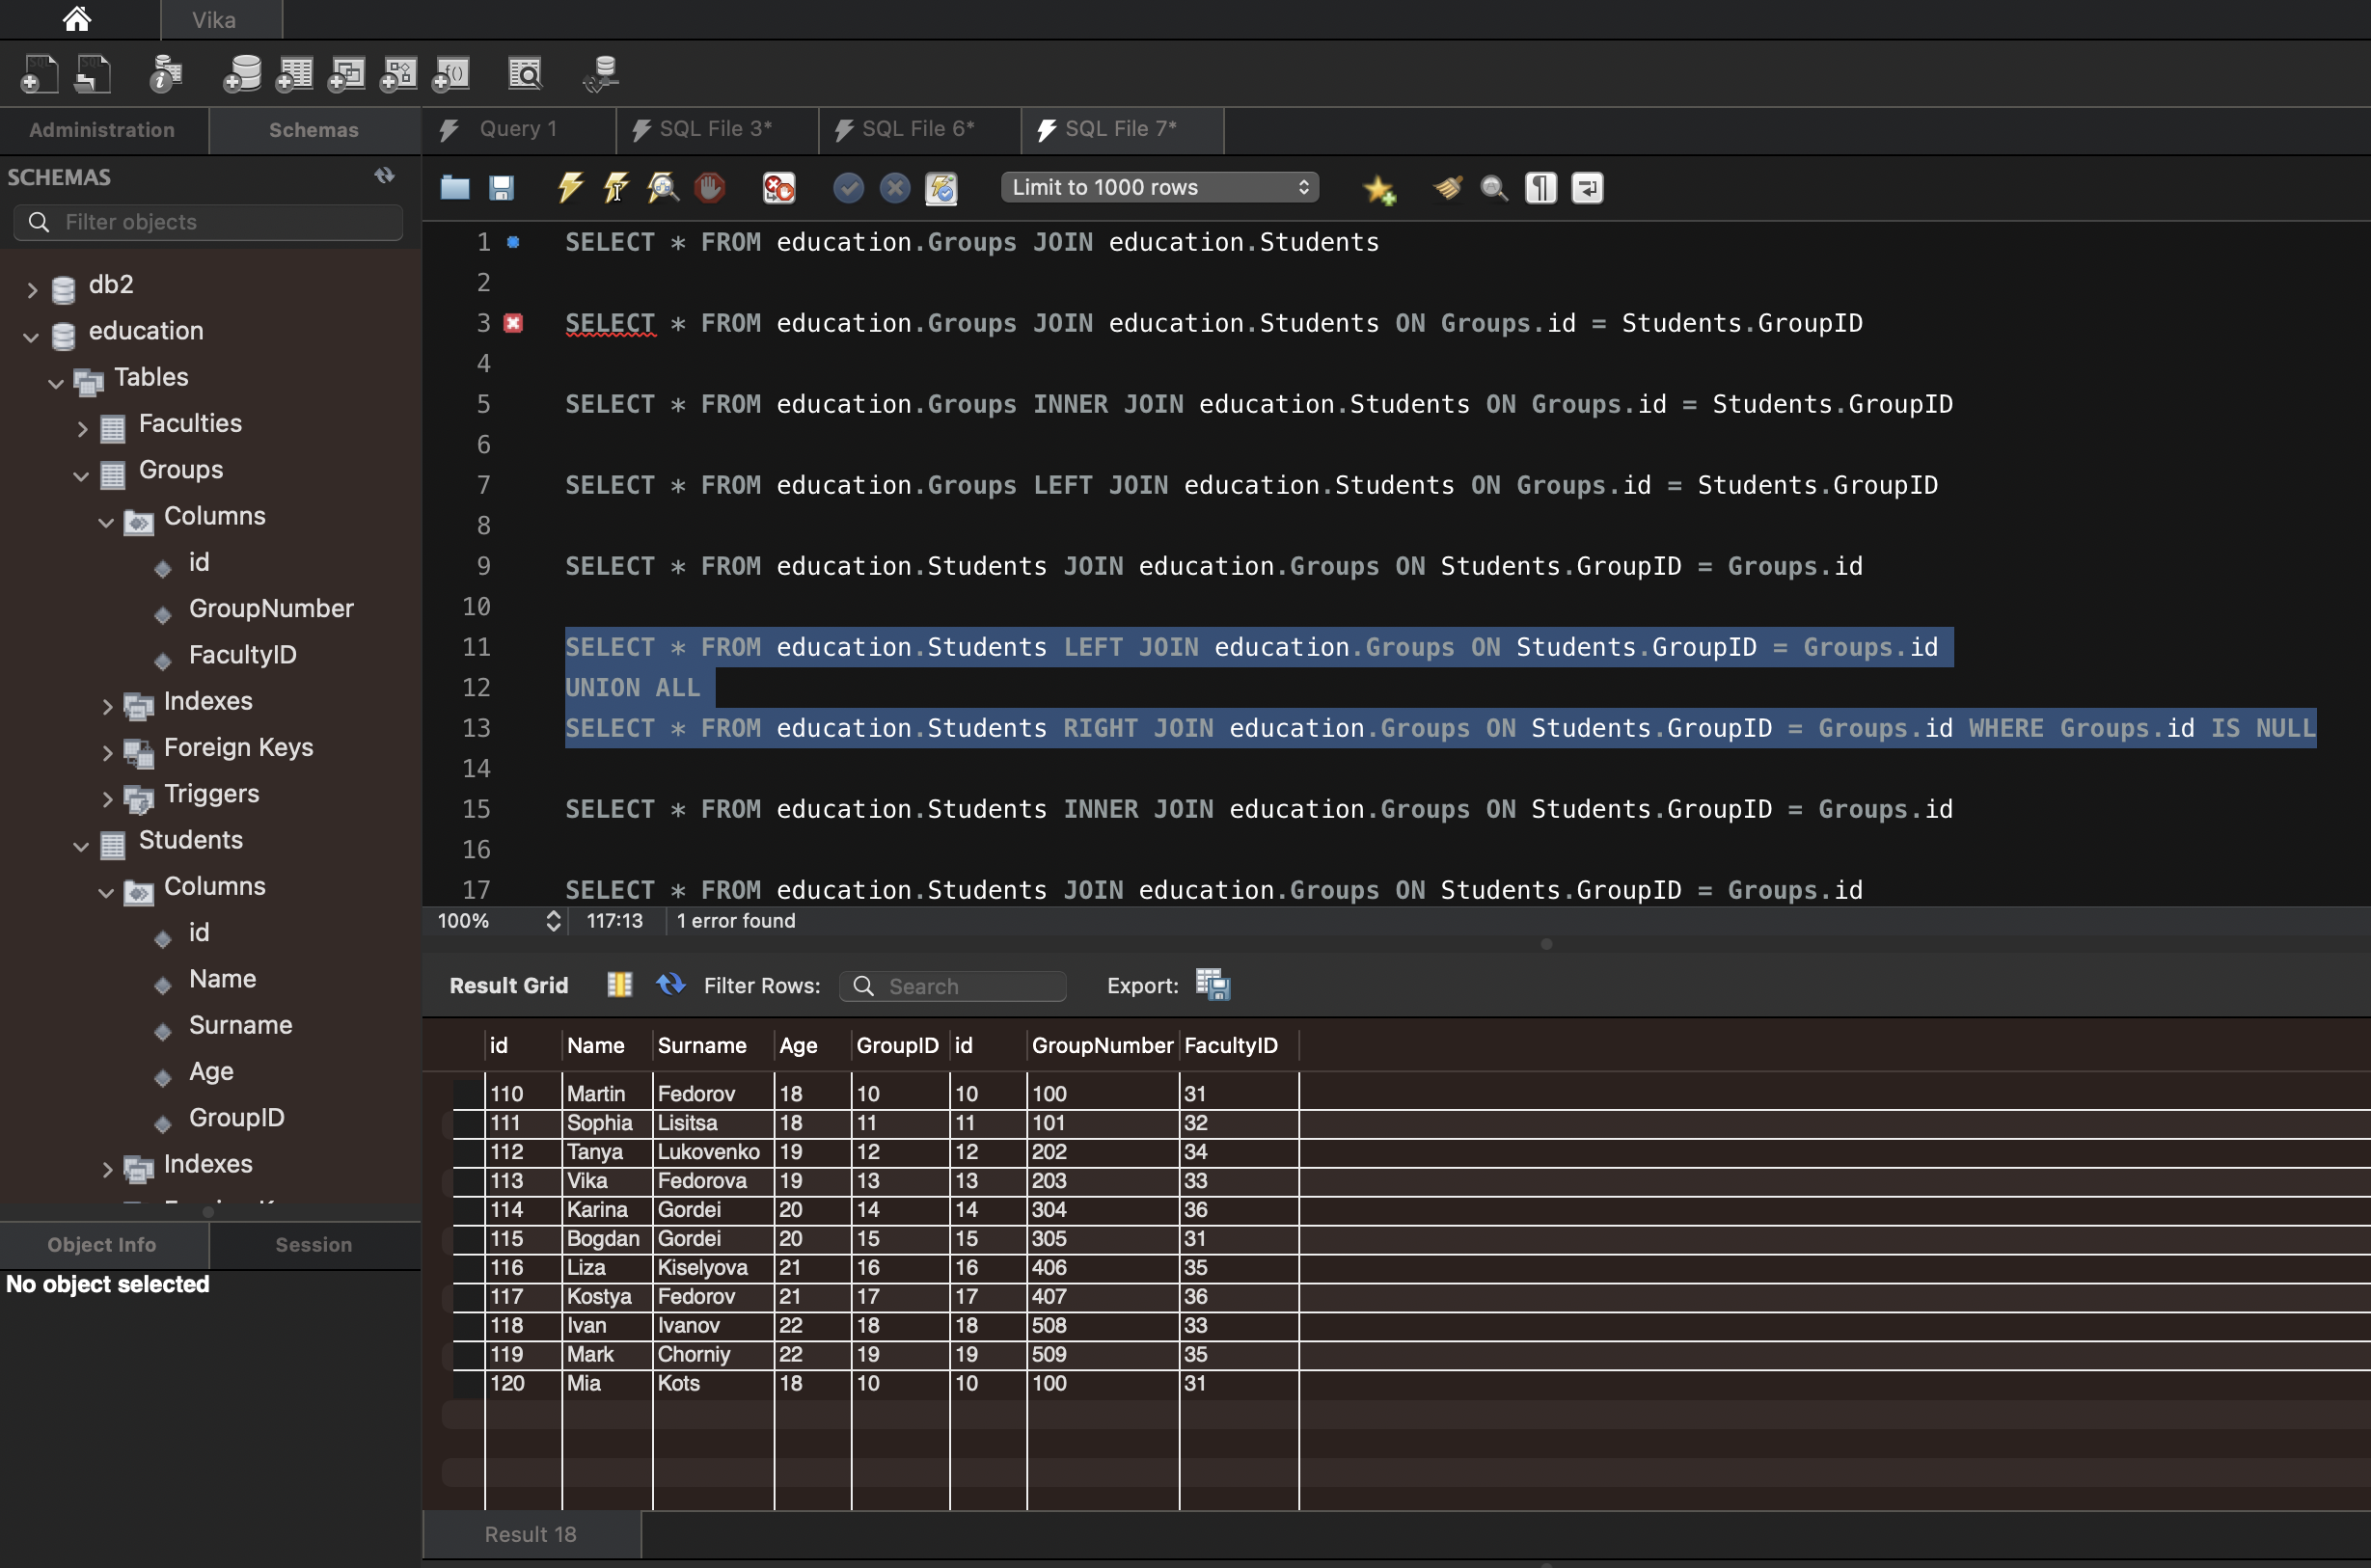 Vika
Administration
Schemas
Query 1
SQL File 3*
SQL File 6*
SQL File 7*
SCHEMAS
Filter objects
Limit to 1000 rows
db2
education
Tables
Faculties
Groups
Columns
id
GroupNumber
FacultyID
Indexes
Foreign Keys
Triggers
Students
Columns
id
Name
Surname
Age
GroupID
Indexes
Object Info
Session
No object selected
1 SELECT * FROM education.Groups JOIN education.Students
2
3 SELECT * FROM education.Groups JOIN education.Students ON Groups.id = Students.GroupID
4
5 SELECT * FROM education.Groups INNER JOIN education.Students ON Groups.id = Students.GroupID
6
7 SELECT * FROM education.Groups LEFT JOIN education.Students ON Groups.id = Students.GroupID
8
9 SELECT * FROM education.Students JOIN education.Groups ON Students.GroupID = Groups.id
10
11 SELECT * FROM education.Students LEFT JOIN education.Groups ON Students.GroupID = Groups.id
12 UNION ALL
13 SELECT * FROM education.Students RIGHT JOIN education.Groups ON Students.GroupID = Groups.id WHERE Groups.id IS NULL
14
15 SELECT * FROM education.Students INNER JOIN education.Groups ON Students.GroupID = Groups.id
16
17 SELECT * FROM education.Students JOIN education.Groups ON Students.GroupID = Groups.id
100% 117:13 1 error found
Result Grid Filter Rows: Search Export:
id Name Surname Age GroupID id GroupNumber FacultyID
110 Martin Fedorov 18 10 10 100 31
111 Sophia Lisitsa 18 11 11 101 32
112 Tanya Lukovenko 19 12 12 202 34
113 Vika Fedorova 19 13 13 203 33
114 Karina Gordei 20 14 14 304 36
115 Bogdan Gordei 20 15 15 305 31
116 Liza Kiselyova 21 16 16 406 35
117 Kostya Fedorov 21 17 17 407 36
118 Ivan Ivanov 22 18 18 508 33
119 Mark Chorniy 22 19 19 509 35
120 Mia Kots 18 10 10 100 31
Result 18